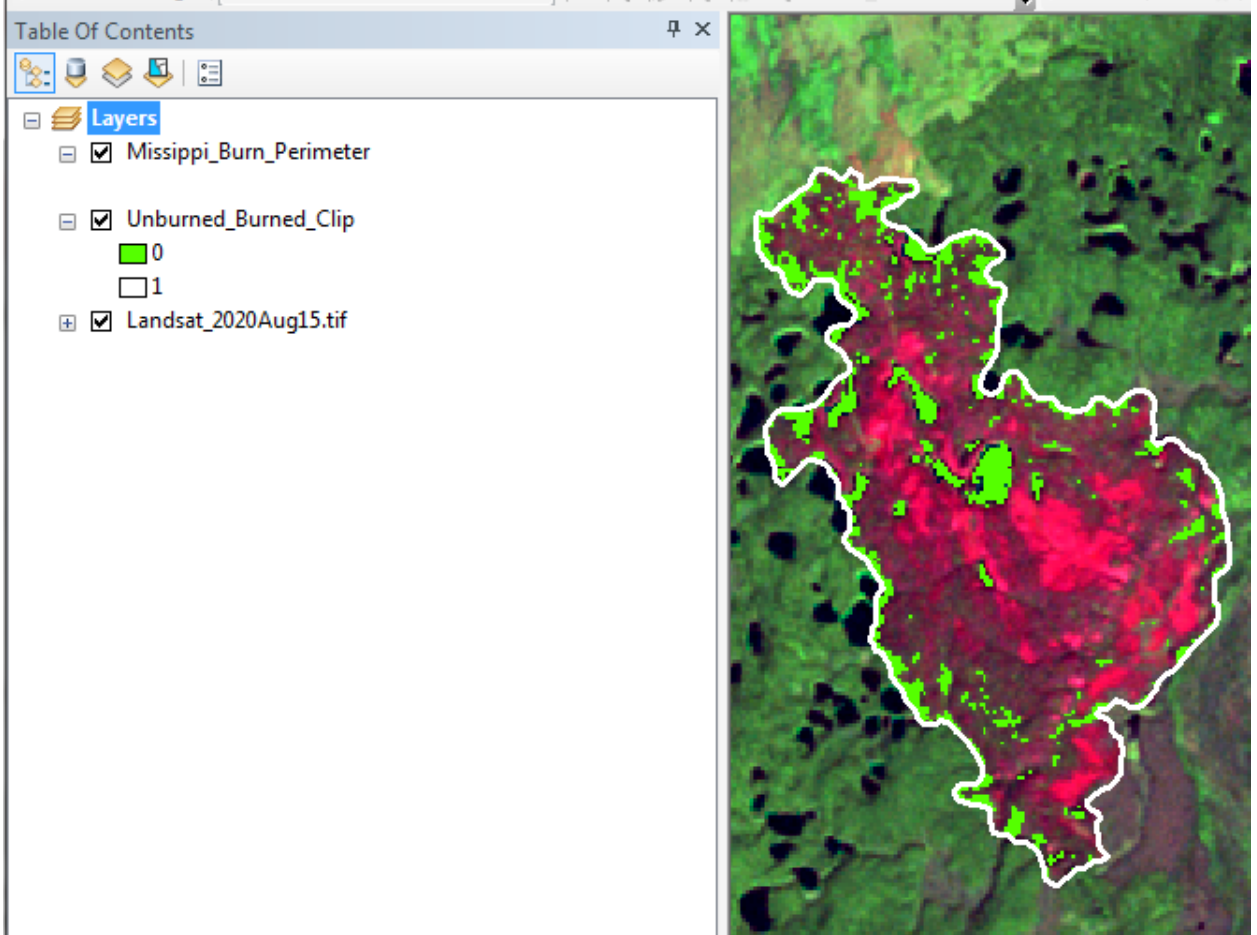 Table Of Contents
Layers
Missippi_Burn_Perimeter
Unburned_Burned_Clip
0
1
Landsat_2020Aug15.tif